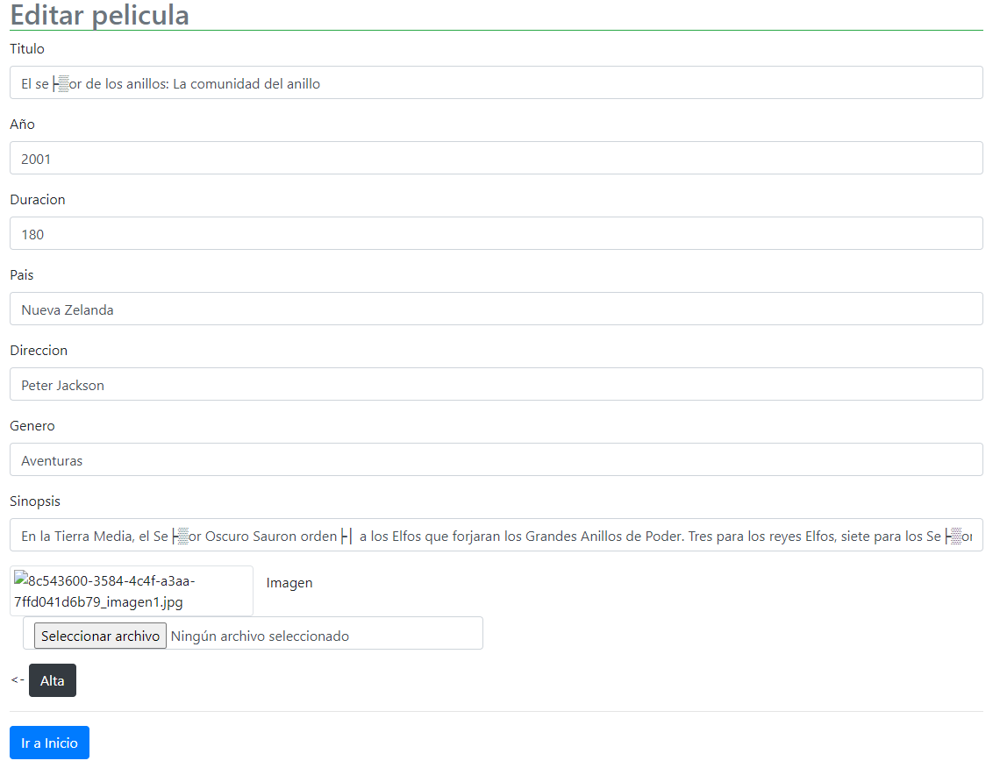 Editar pelicula
Titulo
El se├▒or de los anillos: La comunidad del anillo
Año
2001
Duracion
180
Pais
Nueva Zelanda
Direccion
Peter Jackson
Genero
Aventuras
Sinopsis
En la Tierra Media, el Se├▒or Oscuro Sauron orden├│ a los Elfos que forjaran los Grandes Anillos de Poder. Tres para los reyes Elfos, siete para los Se├▒or
8c543600-3584-4c4f-a3aa-
7ffd041d6b79_imagen1.jpg
Imagen
Seleccionar archivo Ningún archivo seleccionado
<- Alta
Ir a Inicio